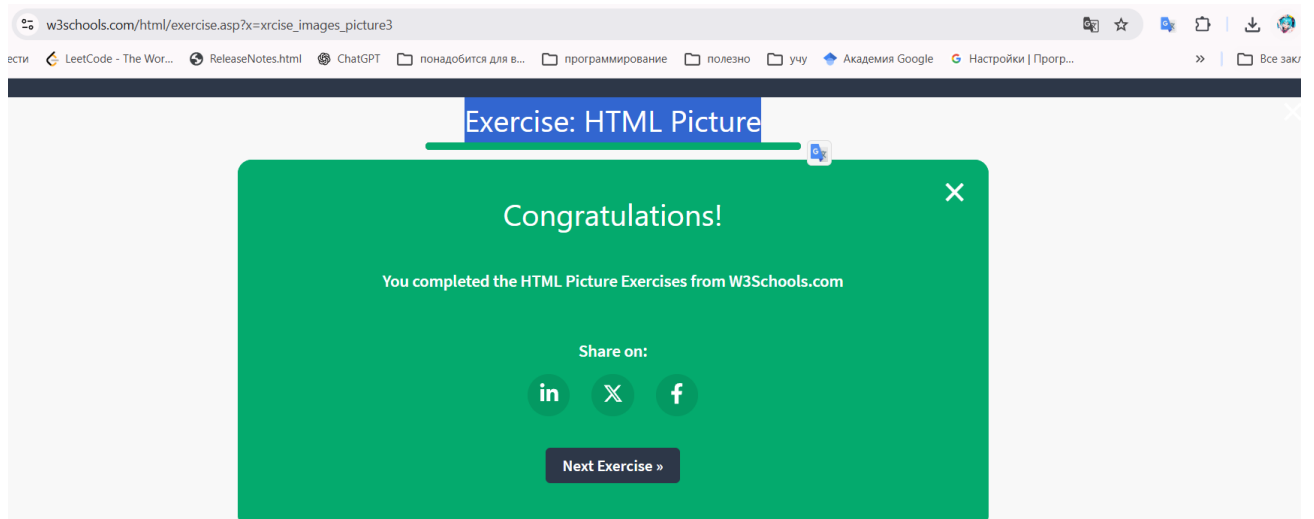 w3schools.com/html/exercise.asp?x=xrcise_images_picture3
ести LeetCode - The Wor... ReleaseNotes.html ChatGPT понадобится для в... программирование полезно учу Академия Google Настройки | Прогр... » Все закл
Exercise: HTML Picture
Congratulations!
You completed the HTML Picture Exercises from W3Schools.com
Share on:
in X f
Next Exercise »